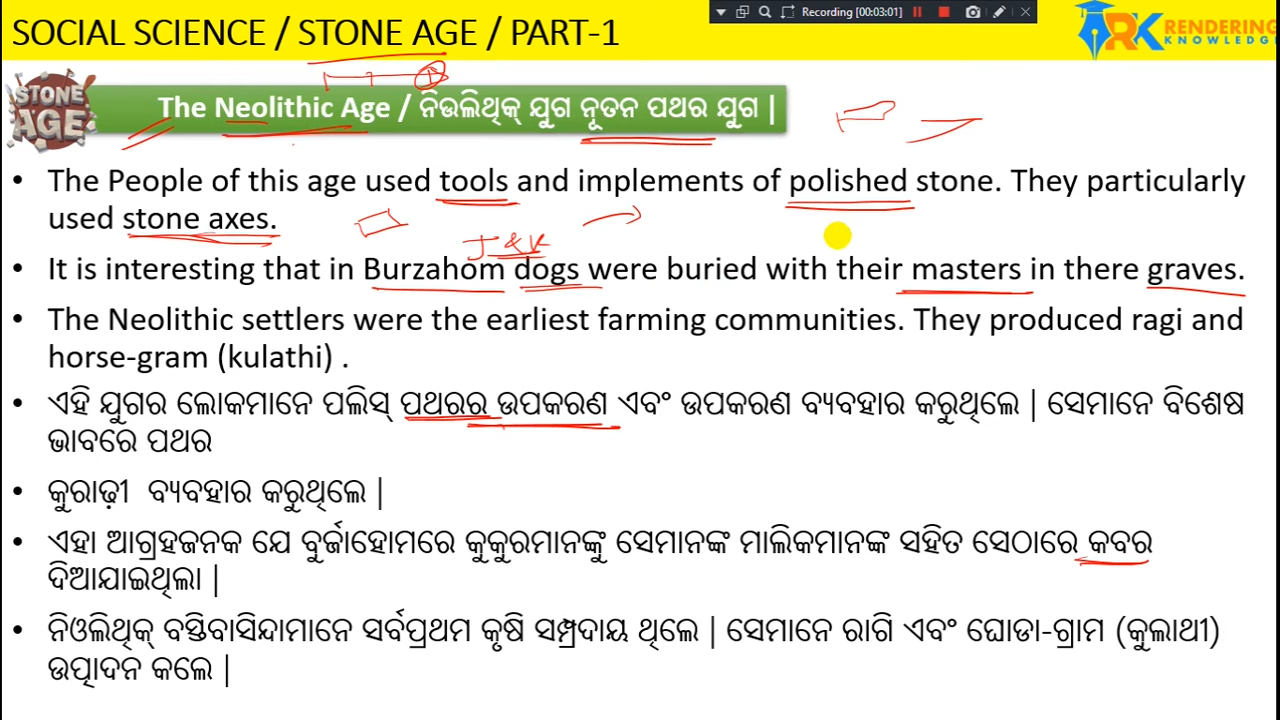 SOCIAL SCIENCE / STONE AGE / PART-1
Recording [00:03:01]
RENDERING
KNOWLEDGE
STONE
AGE
The Neolithic Age / ନିଉଲିଥିକ୍ ଯୁଗ ନୂତନ ପଥର ଯୁଗ |
• The People of this age used tools and implements of polished stone. They particularly
used stone axes.
J & K
• It is interesting that in Burzahom dogs were buried with their masters in there graves.
• The Neolithic settlers were the earliest farming communities. They produced ragi and
horse-gram (kulathi) .
• ଏହି ଯୁଗର ଲୋକମାନେ ପଲିସ୍ ପଥରର ଉପକରଣ ଏବଂ ଉପକରଣ ବ୍ୟବହାର କରୁଥିଲେ | ସେମାନେ ବିଶେଷ
ଭାବରେ ପଥର
• କୁରାଢ଼ୀ ବ୍ୟବହାର କରୁଥିଲେ |
• ଏହା ଆଗ୍ରହଜନକ ଯେ ବୁର୍ଜାହୋମରେ କୁକୁରମାନଙ୍କୁ ସେମାନଙ୍କ ମାଲିକମାନଙ୍କ ସହିତ ସେଠାରେ କବର
ଦିଆଯାଇଥିଲା |
• ନିଓଲିଥିକ୍ ବସ୍ତିବାସିନ୍ଦାମାନେ ସର୍ବପ୍ରଥମ କୃଷି ସମ୍ପ୍ରଦାୟ ଥିଲେ | ସେମାନେ ରାଗି ଏବଂ ଘୋଡା-ଗ୍ରାମ (କୁଲାଥୀ)
ଉତ୍ପାଦନ କଲେ |